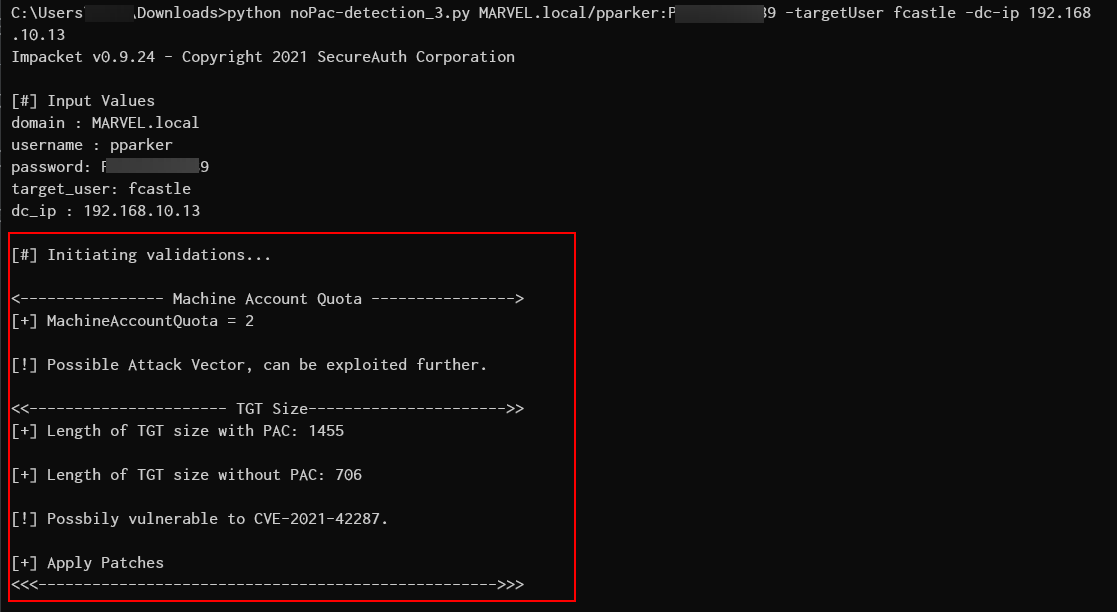 C:\Users\ \Downloads>python noPac-detection_3.py MARVEL.local/pparker:P 89 -targetUser fcastle -dc-ip 192.168
.10.13
Impacket v0.9.24 - Copyright 2021 SecureAuth Corporation
[#] Input Values
domain : MARVEL.local
username : pparker
password: P 9
target_user: fcastle
dc_ip : 192.168.10.13
[#] Initiating validations...
<---------------- Machine Account Quota ---------------->
[+] MachineAccountQuota = 2
[!] Possible Attack Vector, can be exploited further.
<<---------------------- TGT Size---------------------->>
[+] Length of TGT size with PAC: 1455
[+] Length of TGT size without PAC: 706
[!] Possbily vulnerable to CVE-2021-42287.
[+] Apply Patches
<<<--------------------------------------------------->>>